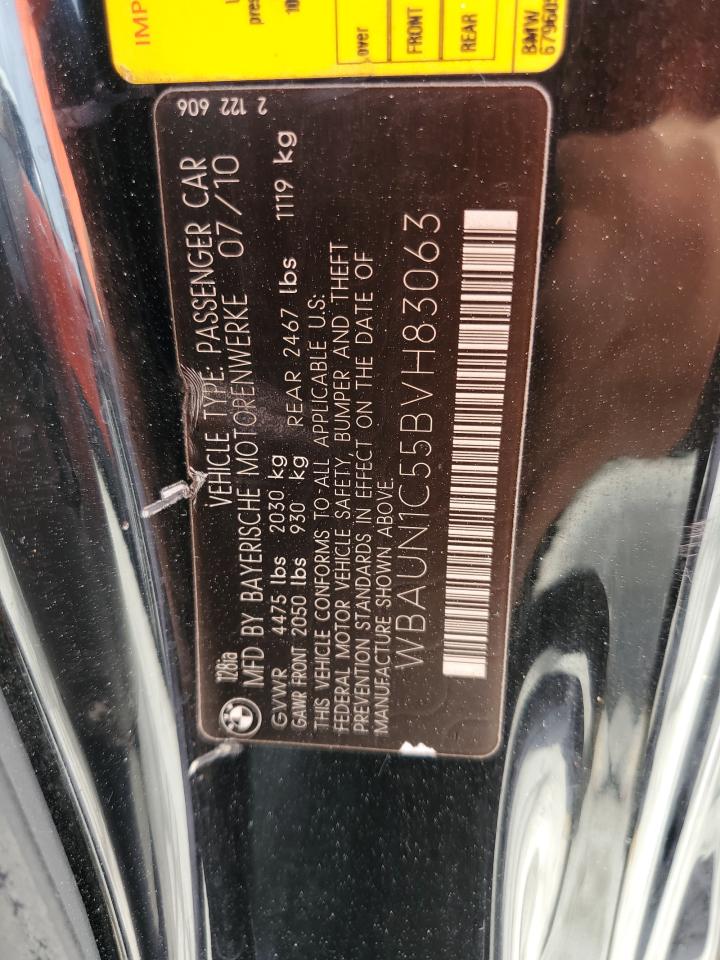 IMP
over
FRONT
REAR
BMW
2 122 606
128ia
VEHICLE TYPE: PASSENGER CAR
MFD BY BAYERISCHE MOTORENWERKE 07/10
GVWR 4475 lbs 2030 kg
GAWR FRONT 2050 lbs 930 kg REAR 2467 lbs 1119 kg
THIS VEHICLE CONFORMS TO ALL APPLICABLE U.S.
FEDERAL MOTOR VEHICLE SAFETY, BUMPER AND THEFT
PREVENTION STANDARDS IN EFFECT ON THE DATE OF
MANUFACTURE SHOWN ABOVE
WBAUN1C55BVH83063